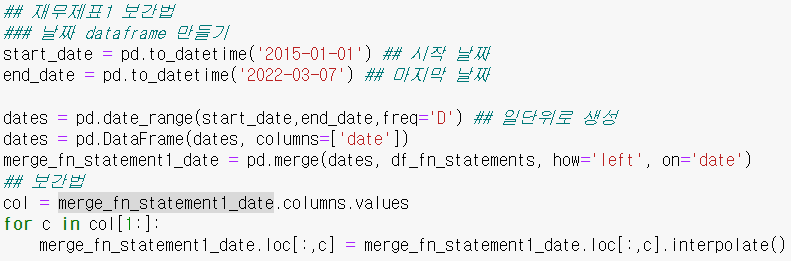 ## 재무제표1 보간법
### 날짜 dataframe 만들기
start_date = pd.to_datetime('2015-01-01') ## 시작 날짜
end_date = pd.to_datetime('2022-03-07') ## 마지막 날짜
dates = pd.date_range(start_date,end_date,freq='D') ## 일단위로 생성
dates = pd.DataFrame(dates, columns=['date'])
merge_fn_statement1_date = pd.merge(dates, df_fn_statements, how='left', on='date')
## 보간법
col = merge_fn_statement1_date.columns.values
for c in col[1:]:
    merge_fn_statement1_date.loc[:,c] = merge_fn_statement1_date.loc[:,c].interpolate()